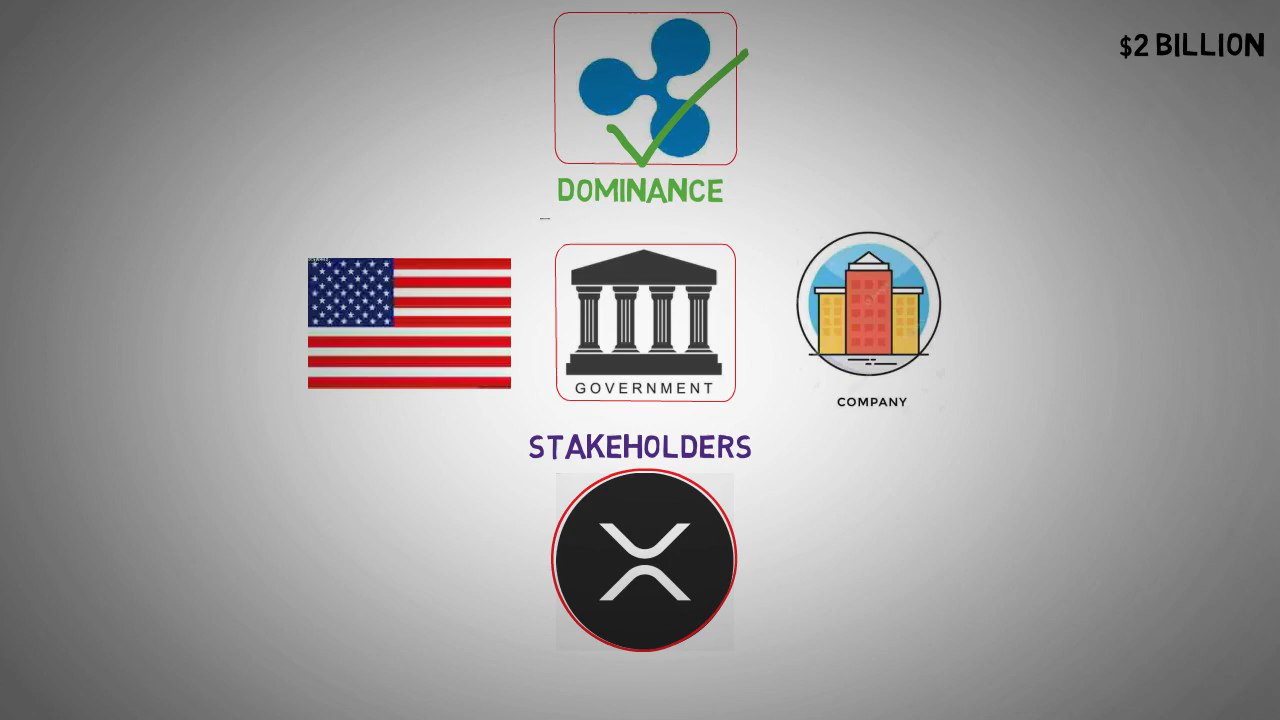 $2 BILLION
DOMINANCE
GOVERNMENT
COMPANY
STAKEHOLDERS